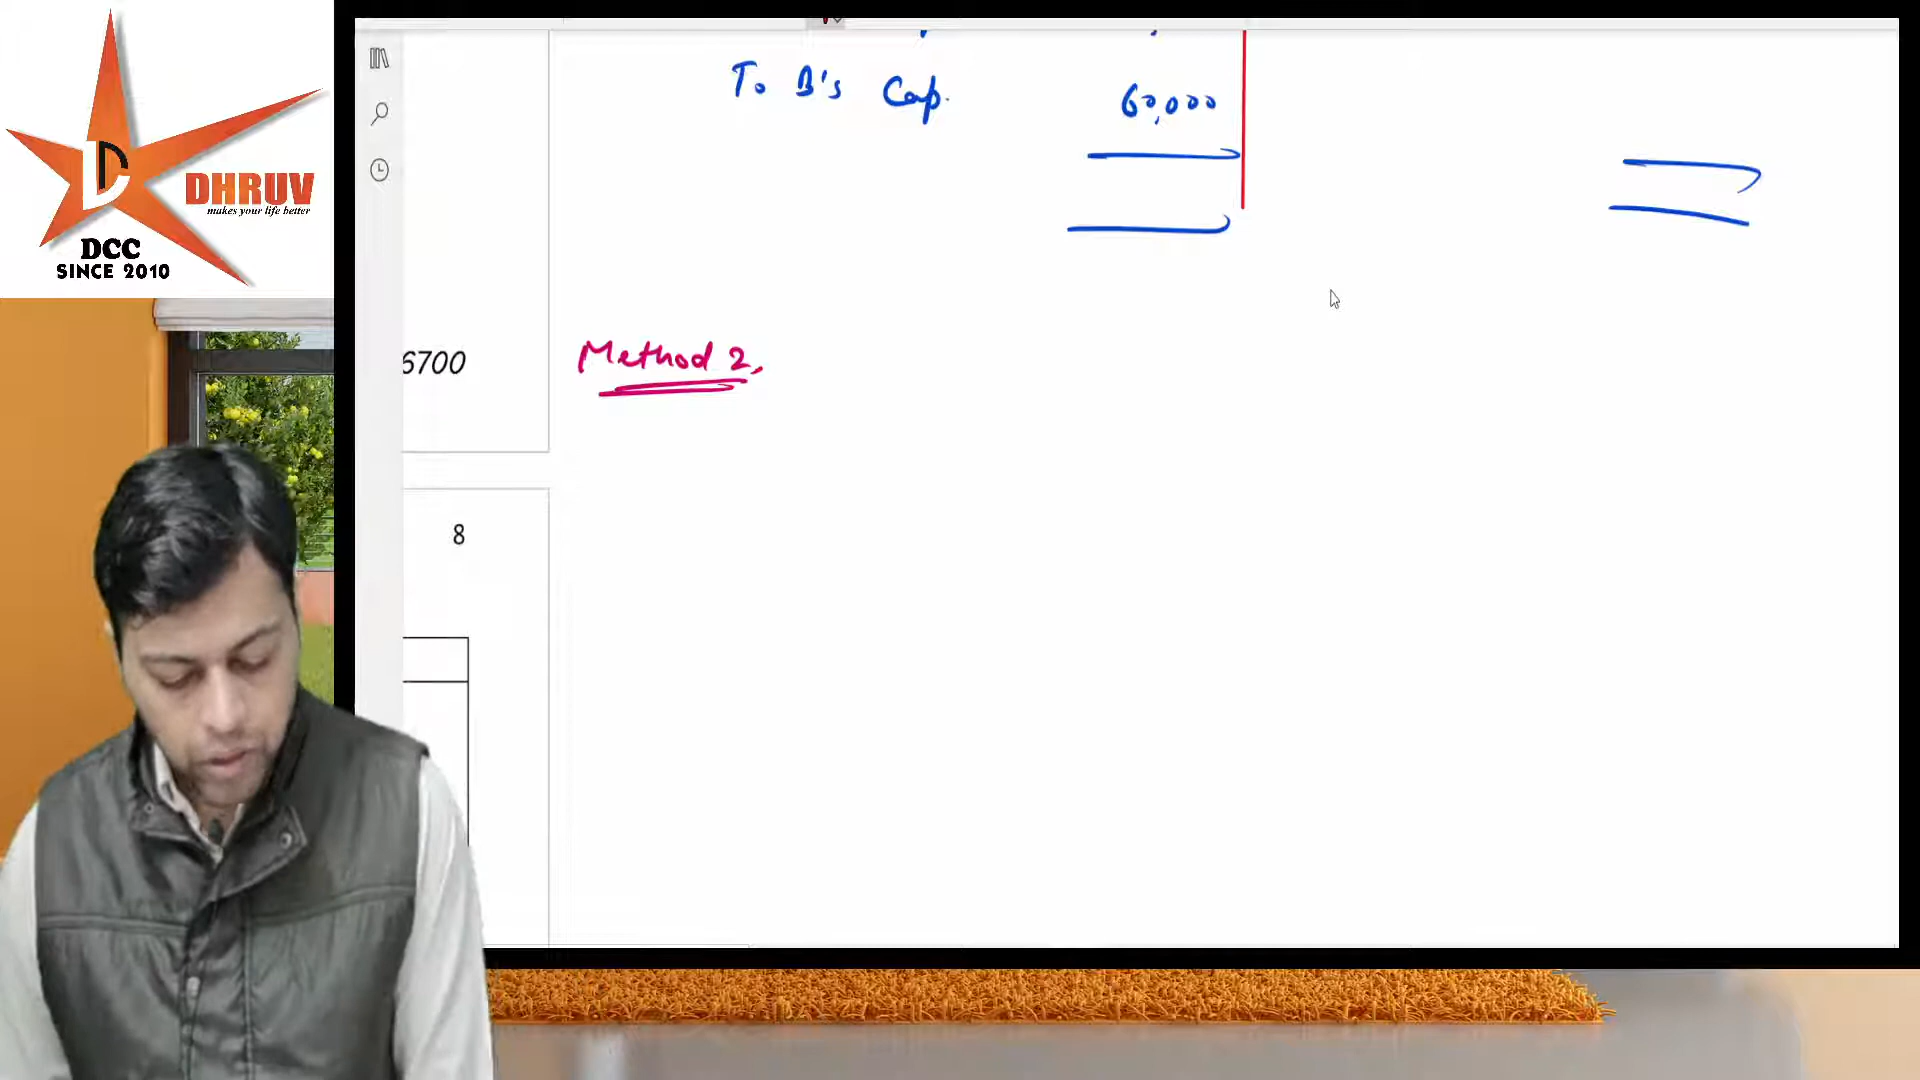 To B's Cap.
60,000
DHRUV
makes your life better
DCC
SINCE 2010
Method 2,
6700
8